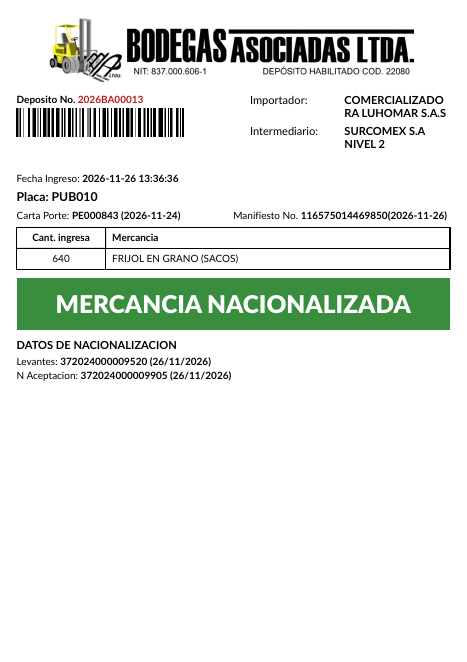 BODEGAS ASOCIADAS LTDA.
Ltda.
NIT: 837.000.606-1 DEPÓSITO HABILITADO COD. 22080
Deposito No. 2026BA00013
Importador: COMERCIALIZADO
RA LUHOMAR S.A.S
Intermediario: SURCOMEX S.A
NIVEL 2
Fecha Ingreso: 2026-11-26 13:36:36
Placa: PUB010
Carta Porte: PE000843 (2026-11-24) Manifiesto No. 116575014469850(2026-11-26)
Cant. ingresa Mercancia
640 FRIJOL EN GRANO (SACOS)
MERCANCIA NACIONALIZADA
DATOS DE NACIONALIZACION
Levantes: 372024000009520 (26/11/2026)
N Aceptacion: 372024000009905 (26/11/2026)